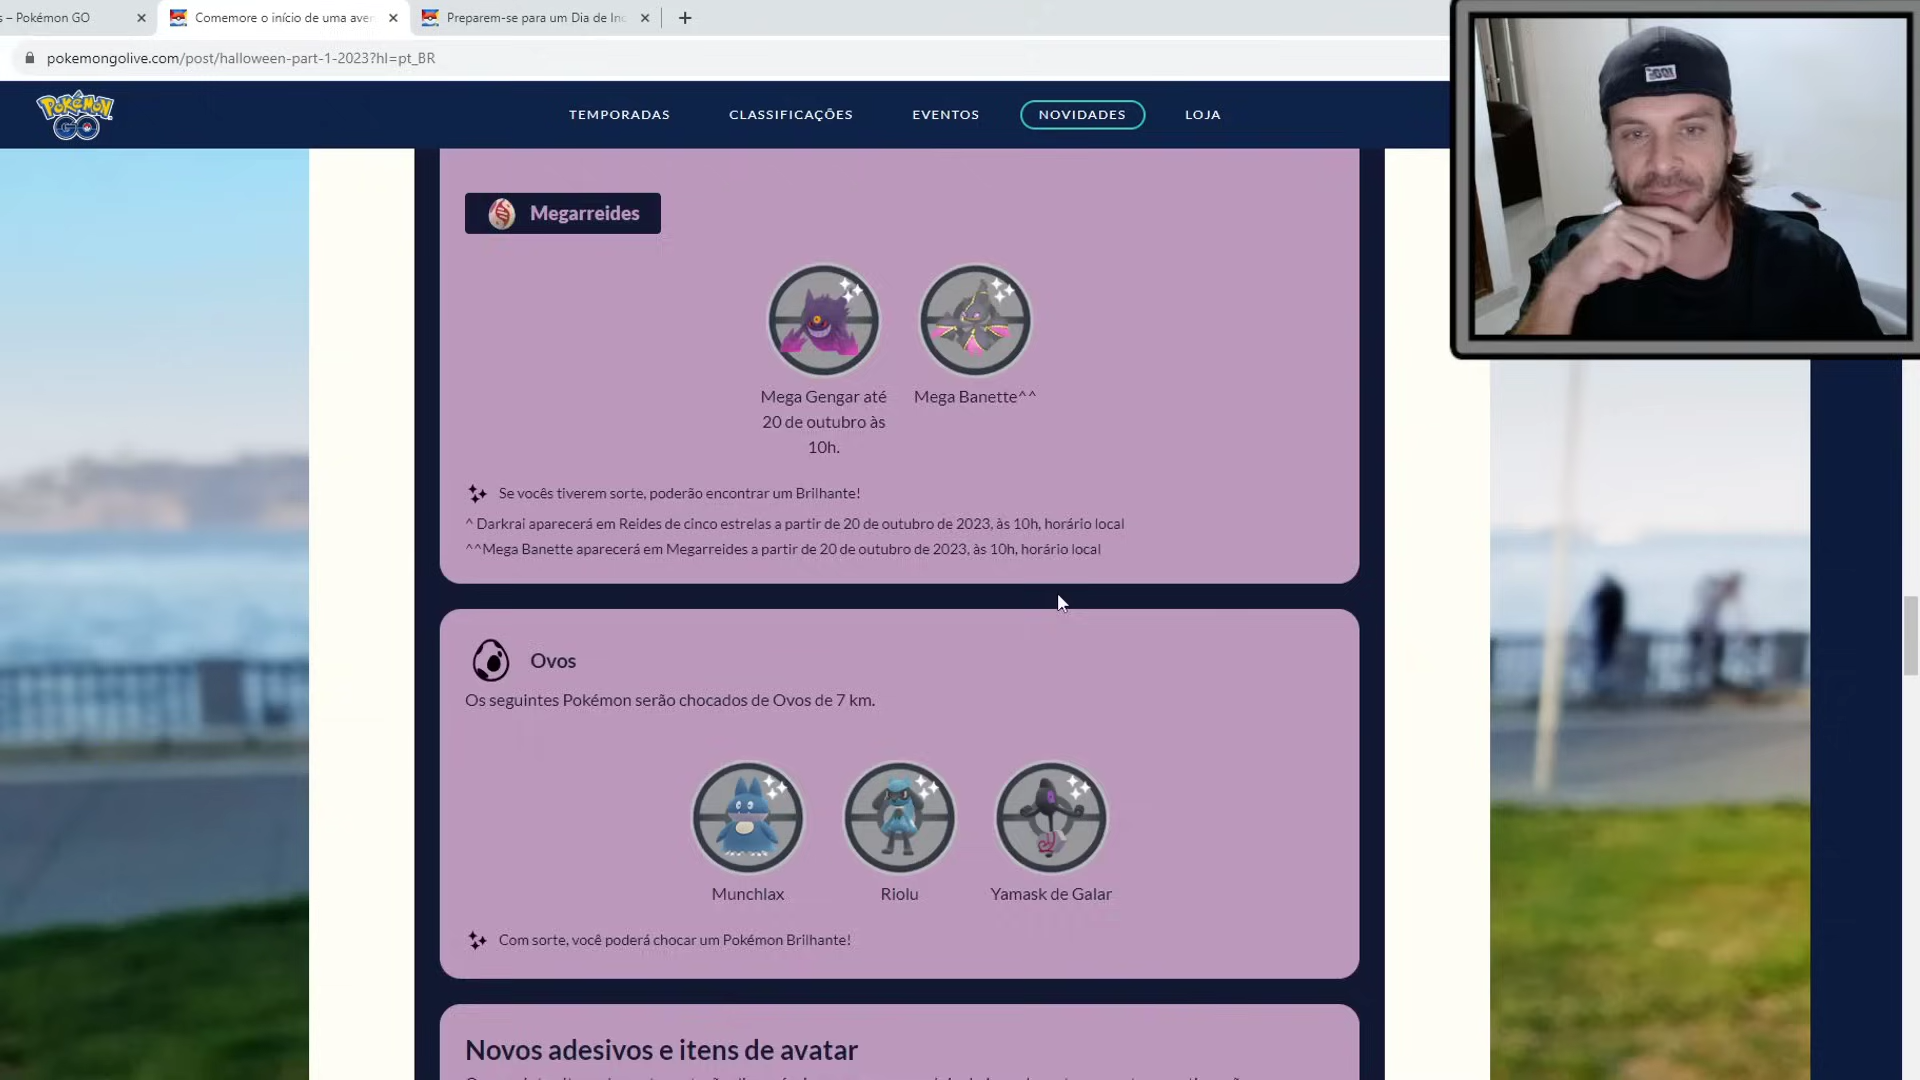 s – Pokémon GO
Comemore o início de uma aven
Preparem-se para um Dia de Inc
pokemongolive.com/post/halloween-part-1-2023?hl=pt_BR
POKÉMON GO
TEMPORADAS
CLASSIFICAÇÕES
EVENTOS
NOVIDADES
LOJA
Megarreides
Mega Gengar até
20 de outubro às
10h.
Mega Banette^^
Se vocês tiverem sorte, poderão encontrar um Brilhante!
^ Darkrai aparecerá em Reides de cinco estrelas a partir de 20 de outubro de 2023, às 10h, horário local
^^Mega Banette aparecerá em Megarreides a partir de 20 de outubro de 2023, às 10h, horário local
Ovos
Os seguintes Pokémon serão chocados de Ovos de 7 km.
Munchlax
Riolu
Yamask de Galar
Com sorte, você poderá chocar um Pokémon Brilhante!
Novos adesivos e itens de avatar